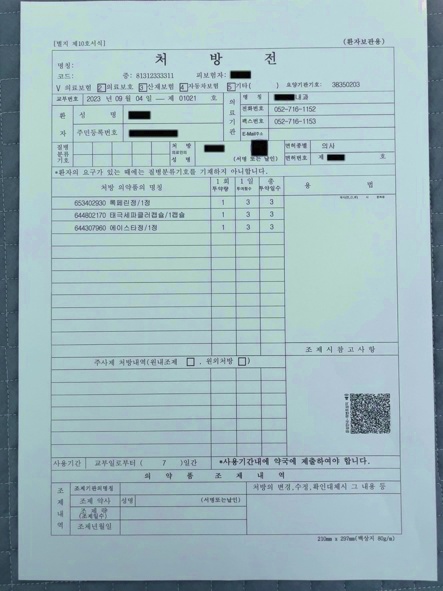 [별지 제10호서식]
(환자보관용)
처 방 전
명칭:
코드: 증: 81312333311 피보험자:
V 의료보험 2 의료보호 3 산재보험 4 자동차보험 5 기타( ) 요양기관기호: 38350203
교부번호 2023 년 09 월 04 일 — 제 01021 호
의료기관
명 칭 내과
전화번호 052-716-1152
팩스번호 052-716-1153
E-MAIL주소
환자
성 명
주민등록번호
질병분류기호
처 방 의료인의 성 명
(서명 또는 날인)
면허종별 의사
면허번호 제 호
*환자의 요구가 있는 때에는 질병분류기호를 기재하지 아니합니다.
처방 의약품의 명칭 1 회 투약량 1 일 투여횟수 총 투약일수 용 법
653402930 록페린정/1정 1 3 3
644802170 태극세파클러캡슐/1캡슐 1 3 3
644307960 에이스타정/1정 1 3 3
조 제 시 참 고 사 항
주사제 처방내역(원내조제 , 원외처방 )
사용기간 교부일로부터 ( 7 )일간 *사용기간내에 약국에 제출하여야 합니다.
의 약 품 조 제 내 역
조제내역
조제기관의명칭 처방의 변경,수정,확인대체시 그 내용 등
조제 약사 성명 (서명또는날인)
조 제 약 (조제일수)
조제년월일
210mm x 297mm(백상지 80g/m)